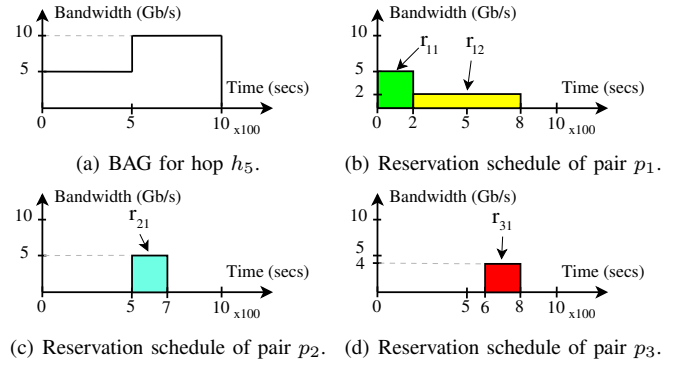 Bandwidth (Gb/s)
10
5
Time (secs)
0 5 10 x100
(a) BAG for hop h5.
Bandwidth (Gb/s)
10
5
2
r11 r12
Time (secs)
0 2 5 8 10 x100
(b) Reservation schedule of pair p1.
Bandwidth (Gb/s)
10
5
r21
Time (secs)
0 5 7 10 x100
(c) Reservation schedule of pair p2.
Bandwidth (Gb/s)
10
5
4
r31
Time (secs)
0 5 6 8 10 x100
(d) Reservation schedule of pair p3.